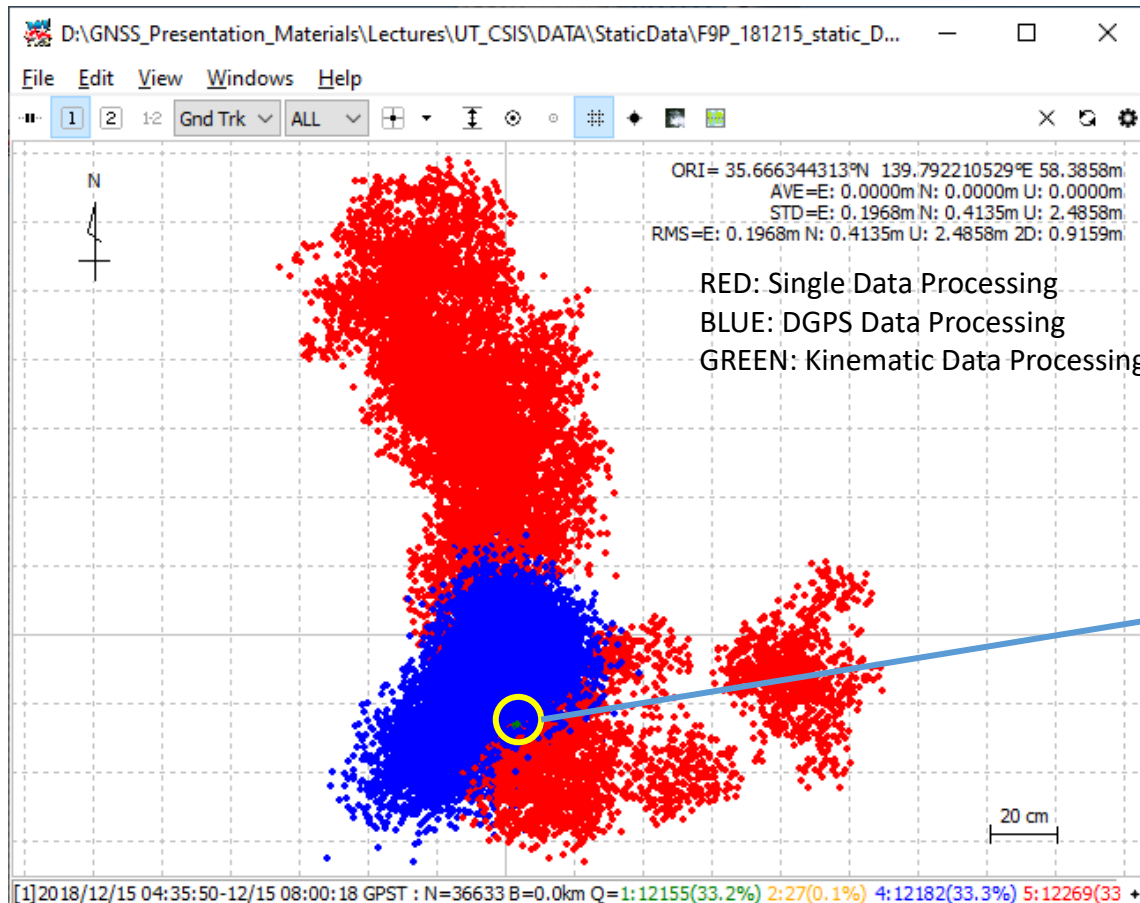 D:\GNSS_Presentation_Materials\Lectures\UT_CSIS\DATA\StaticData\F9P_181215_static_D...
File Edit View Windows Help
1 2 1-2 Gnd Trk ALL
N
ORI= 35.666344313°N 139.792210529°E 58.3858m
AVE=E: 0.0000m N: 0.0000m U: 0.0000m
STD=E: 0.1968m N: 0.4135m U: 2.4858m
RMS=E: 0.1968m N: 0.4135m U: 2.4858m 2D: 0.9159m
RED: Single Data Processing
BLUE: DGPS Data Processing
GREEN: Kinematic Data Processing
20 cm
[1]2018/12/15 04:35:50-12/15 08:00:18 GPST : N=36633 B=0.0km Q=1:12155(33.2%) 2:27(0.1%) 4:12182(33.3%) 5:12269(33